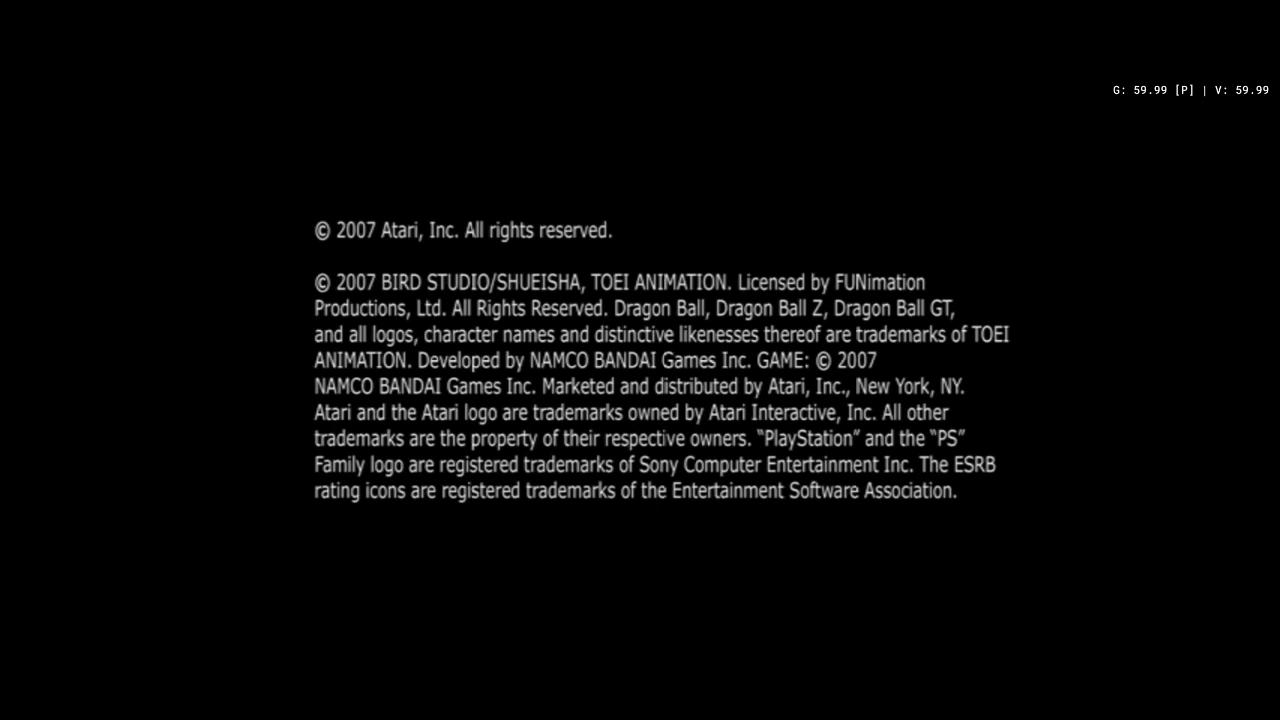 G: 59.99 [P] | V: 59.99
© 2007 Atari, Inc. All rights reserved.
© 2007 BIRD STUDIO/SHUEISHA, TOEI ANIMATION. Licensed by FUNimation
Productions, Ltd. All Rights Reserved. Dragon Ball, Dragon Ball Z, Dragon Ball GT,
and all logos, character names and distinctive likenesses thereof are trademarks of TOEI
ANIMATION. Developed by NAMCO BANDAI Games Inc. GAME: © 2007
NAMCO BANDAI Games Inc. Marketed and distributed by Atari, Inc., New York, NY.
Atari and the Atari logo are trademarks owned by Atari Interactive, Inc. All other
trademarks are the property of their respective owners. “PlayStation” and the “PS”
Family logo are registered trademarks of Sony Computer Entertainment Inc. The ESRB
rating icons are registered trademarks of the Entertainment Software Association.